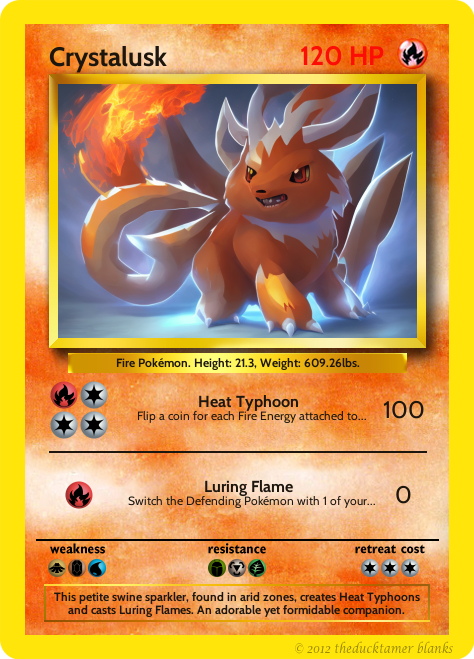 Crystalusk 120 HP
Fire Pokémon. Height: 21.3, Weight: 609.26lbs.
Heat Typhoon
Flip a coin for each Fire Energy attached to...
100
Luring Flame
Switch the Defending Pokémon with 1 of your...
0
weakness resistance retreat cost
This petite swine sparkler, found in arid zones, creates Heat Typhoons
and casts Luring Flames. An adorable yet formidable companion.
© 2012 theducktamer blanks